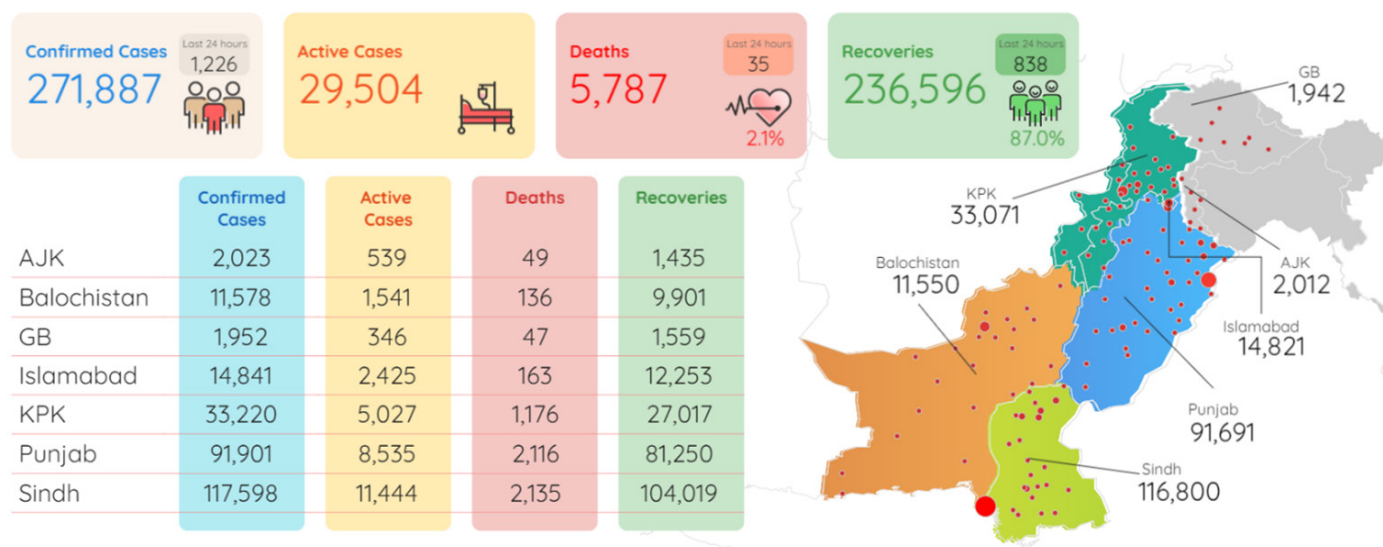 Confirmed Cases
Last 24 hours
271,887
1,226
Active Cases
29,504
Deaths
Last 24 hours
5,787
35
2.1%
Recoveries
Last 24 hours
236,596
838
87.0%
Confirmed Cases Active Cases Deaths Recoveries
AJK 2,023 539 49 1,435
Balochistan 11,578 1,541 136 9,901
GB 1,952 346 47 1,559
Islamabad 14,841 2,425 163 12,253
KPK 33,220 5,027 1,176 27,017
Punjab 91,901 8,535 2,116 81,250
Sindh 117,598 11,444 2,135 104,019
GB
1,942
KPK
33,071
Balochistan
11,550
AJK
2,012
Islamabad
14,821
Punjab
91,691
Sindh
116,800